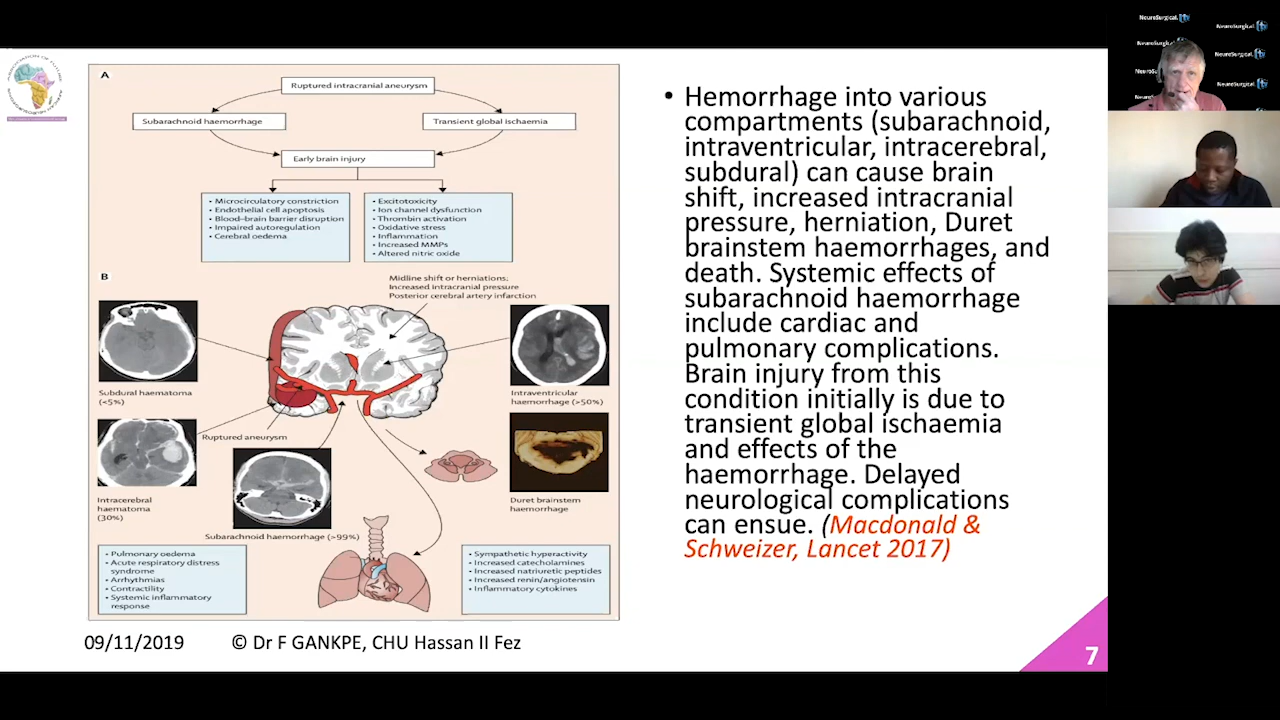 A
Ruptured intracranial aneurysm
Subarachnoid haemorrhage
Transient global ischaemia
Early brain injury
• Microcirculatory constriction
• Endothelial cell apoptosis
• Blood–brain barrier disruption
• Impaired autoregulation
• Cerebral oedema
• Excitotoxicity
• Ion channel dysfunction
• Thrombin activation
• Oxidative stress
• Inflammation
• Increased MMPs
• Altered nitric oxide
B
Midline shift or herniations;
Increased intracranial pressure
Posterior cerebral artery infarction
Subdural haematoma
(<5%)
Intraventricular
haemorrhage (>50%)
Ruptured aneurysm
Intracerebral
haematoma
(30%)
Duret brainstem
haemorrhage
Subarachnoid haemorrhage (>99%)
• Pulmonary oedema
• Acute respiratory distress
syndrome
• Arrhythmias
• Contractility
• Systemic inflammatory
response
• Sympathetic hyperactivity
• Increased catecholamines
• Increased natriuretic peptides
• Increased renin/angiotensin
• Inflammatory cytokines
• Hemorrhage into various
compartments (subarachnoid,
intraventricular, intracerebral,
subdural) can cause brain
shift, increased intracranial
pressure, herniation, Duret
brainstem haemorrhages, and
death. Systemic effects of
subarachnoid haemorrhage
include cardiac and
pulmonary complications.
Brain injury from this
condition initially is due to
transient global ischaemia
and effects of the
haemorrhage. Delayed
neurological complications
can ensue. (Macdonald &
Schweizer, Lancet 2017)
09/11/2019
© Dr F GANKPE, CHU Hassan II Fez
7
NeuroSurgical.tv
NeuroSurgical.tv
NeuroSurgical.tv
NeuroSurgical.tv